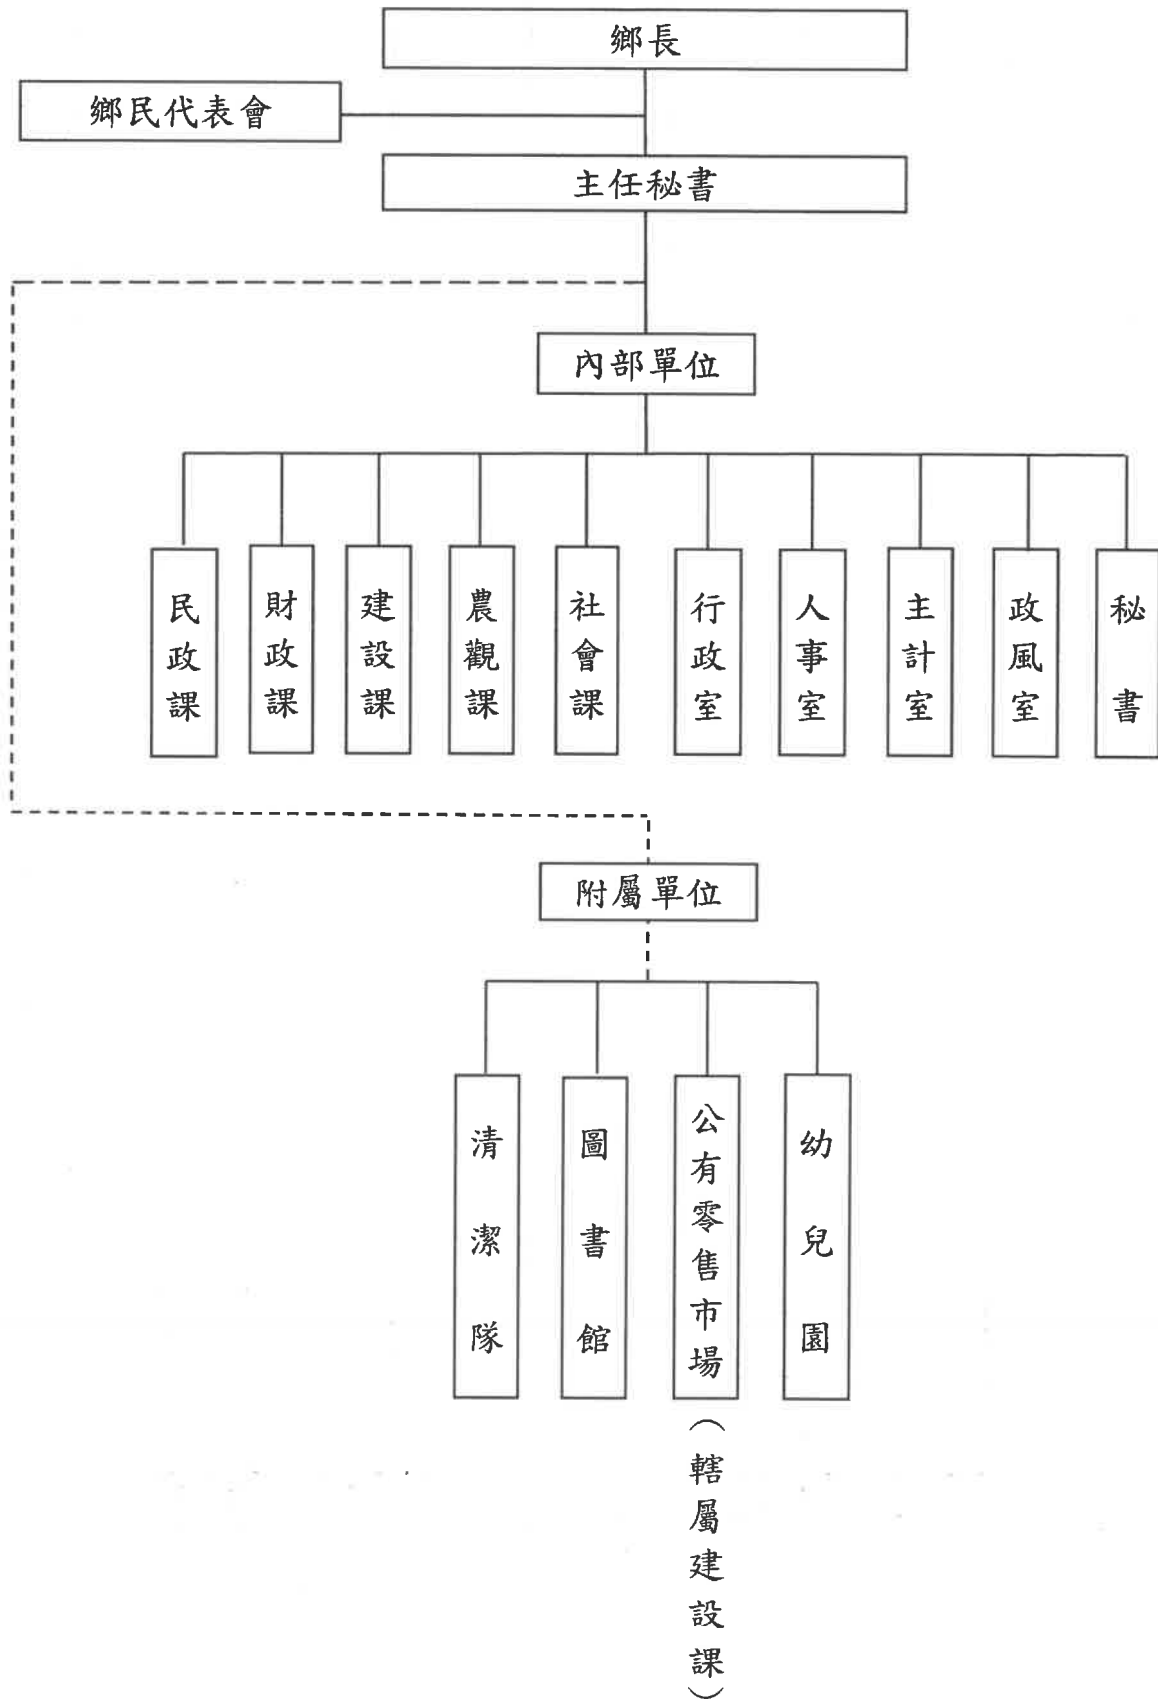 鄉長
鄉民代表會
主任秘書
內部單位
民政課
財政課
建設課
農觀課
社會課
行政室
人事室
主計室
政風室
秘書
附屬單位
清潔隊
圖書館
公有零售市場(轄屬建設課)
幼兒園